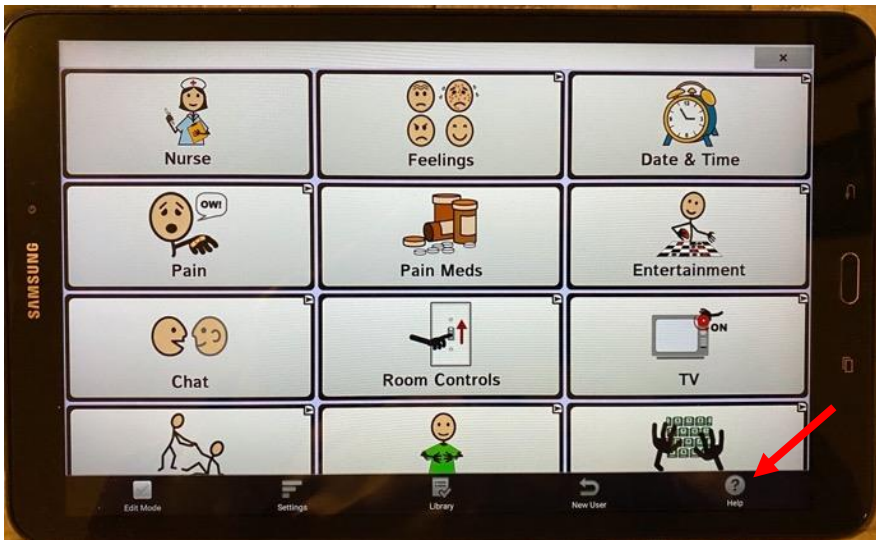 ×
Nurse
Feelings
Date & Time
OW!
Pain
Pain Meds
Entertainment
Chat
Room Controls
ON
TV
Edit Mode
Settings
Library
New User
? Help
SAMSUNG